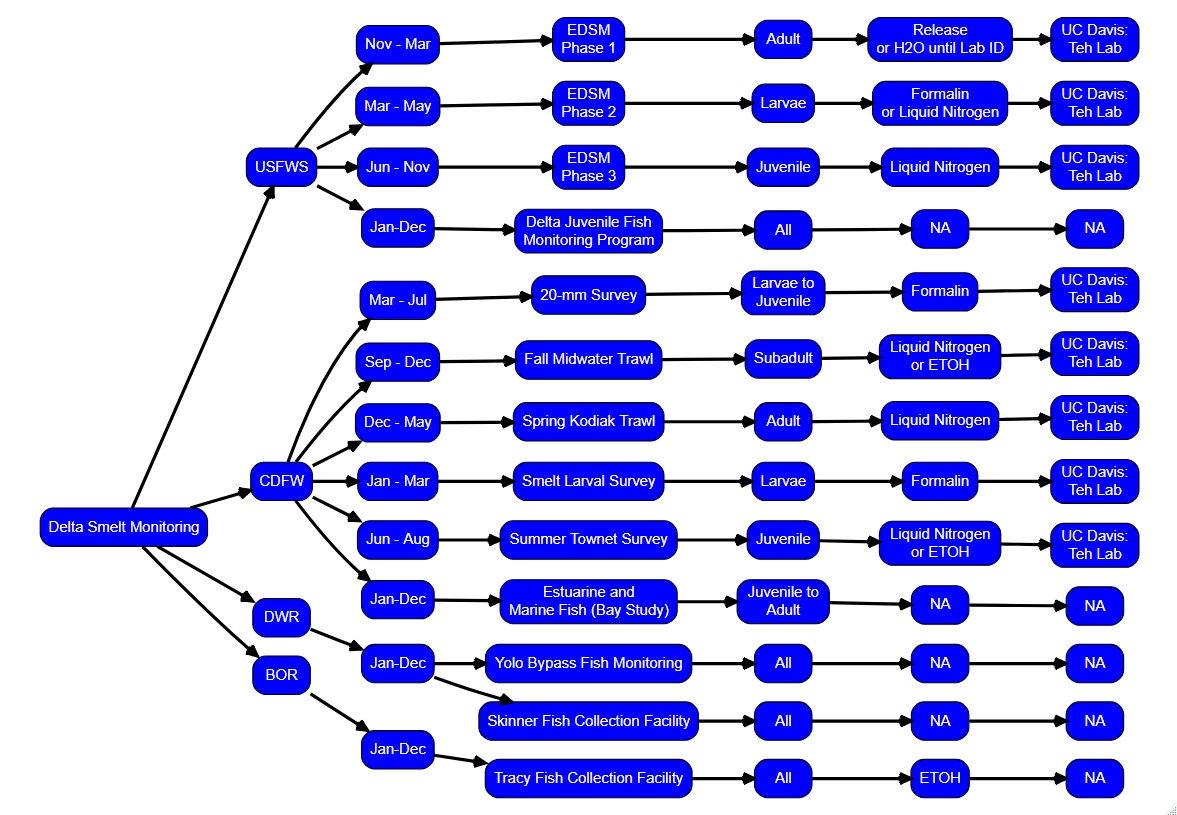 Nov - Mar
EDSM
Phase 1
Adult
Release
or H2O until Lab ID
UC Davis:
Teh Lab
Mar - May
EDSM
Phase 2
Larvae
Formalin
or Liquid Nitrogen
UC Davis:
Teh Lab
USFWS
Jun - Nov
EDSM
Phase 3
Juvenile
Liquid Nitrogen
UC Davis:
Teh Lab
Jan-Dec
Delta Juvenile Fish
Monitoring Program
All
NA
NA
Mar - Jul
20-mm Survey
Larvae to
Juvenile
Formalin
UC Davis:
Teh Lab
Sep - Dec
Fall Midwater Trawl
Subadult
Liquid Nitrogen
or ETOH
UC Davis:
Teh Lab
Dec - May
Spring Kodiak Trawl
Adult
Liquid Nitrogen
UC Davis:
Teh Lab
CDFW
Jan - Mar
Smelt Larval Survey
Larvae
Formalin
UC Davis:
Teh Lab
Delta Smelt Monitoring
Jun - Aug
Summer Townet Survey
Juvenile
Liquid Nitrogen
or ETOH
UC Davis:
Teh Lab
Jan-Dec
Estuarine and
Marine Fish (Bay Study)
Juvenile to
Adult
NA
NA
DWR
Jan-Dec
Yolo Bypass Fish Monitoring
All
NA
NA
BOR
Skinner Fish Collection Facility
All
NA
NA
Jan-Dec
Tracy Fish Collection Facility
All
ETOH
NA